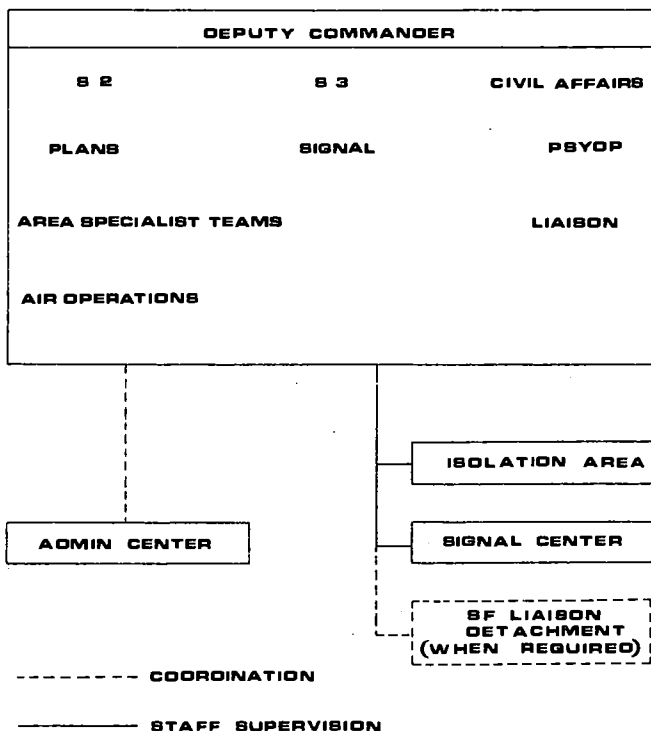 DEPUTY COMMANDER
S 2 S 3 CIVIL AFFAIRS
PLANS SIGNAL PSYOP
AREA SPECIALIST TEAMS LIAISON
AIR OPERATIONS
ISOLATION AREA
ADMIN CENTER SIGNAL CENTER
SF LIAISON
DETACHMENT
(WHEN REQUIRED)
COORDINATION
STAFF SUPERVISION